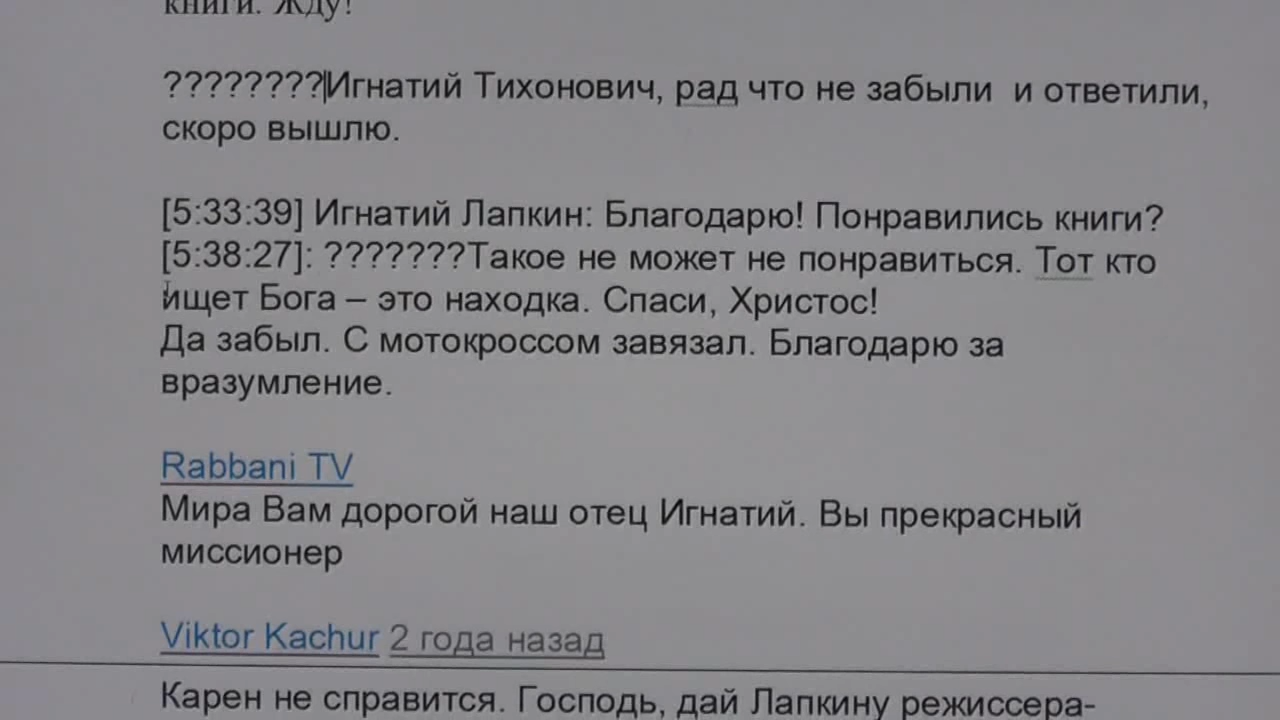 книги. Жду!
????????Игнатий Тихонович, рад что не забыли и ответили,
скоро вышлю.
[5:33:39] Игнатий Лапкин: Благодарю! Понравились книги?
[5:38:27]: ???????Такое не может не понравиться. Тот кто
ищет Бога – это находка. Спаси, Христос!
Да забыл. С мотокроссом завязал. Благодарю за
вразумление.
Rabbani TV
Мира Вам дорогой наш отец Игнатий. Вы прекрасный
миссионер
Viktor Kachur 2 года назад
Карен не справится. Господь, дай Лапкину режиссера-